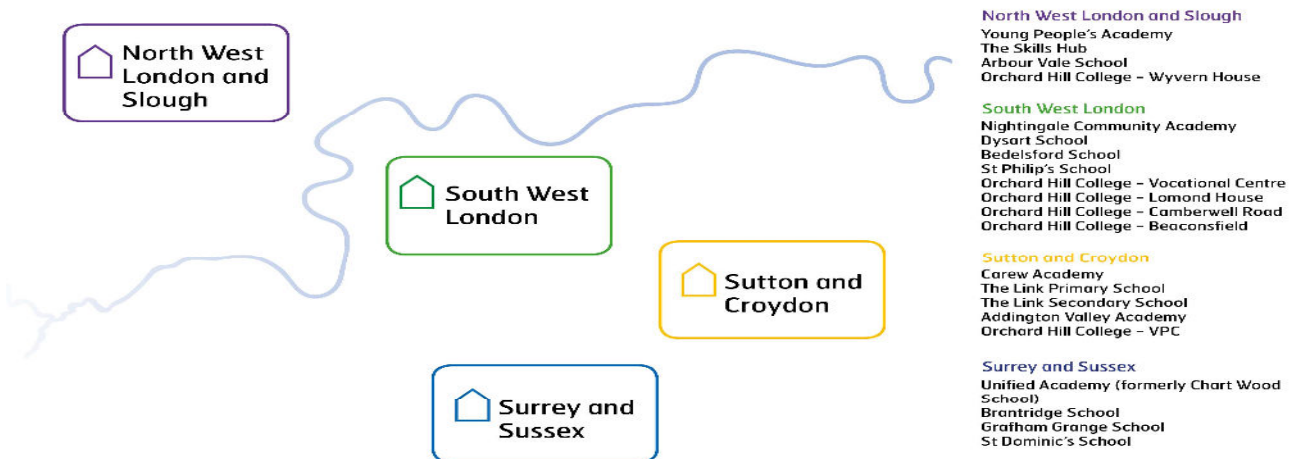 North West
London and
Slough
South West
London
Sutton and
Croydon
Surrey and
Sussex
North West London and Slough
Young People's Academy
The Skills Hub
Arbour Vale School
Orchard Hill College – Wyvern House
South West London
Nightingale Community Academy
Dysart School
Bedelsford School
St Philip's School
Orchard Hill College – Vocational Centre
Orchard Hill College – Lomond House
Orchard Hill College – Camberwell Road
Orchard Hill College – Beaconsfield
Sutton and Croydon
Carew Academy
The Link Primary School
The Link Secondary School
Addington Valley Academy
Orchard Hill College – VPC
Surrey and Sussex
Unified Academy (formerly Chart Wood
School)
Brantridge School
Grafham Grange School
St Dominic's School